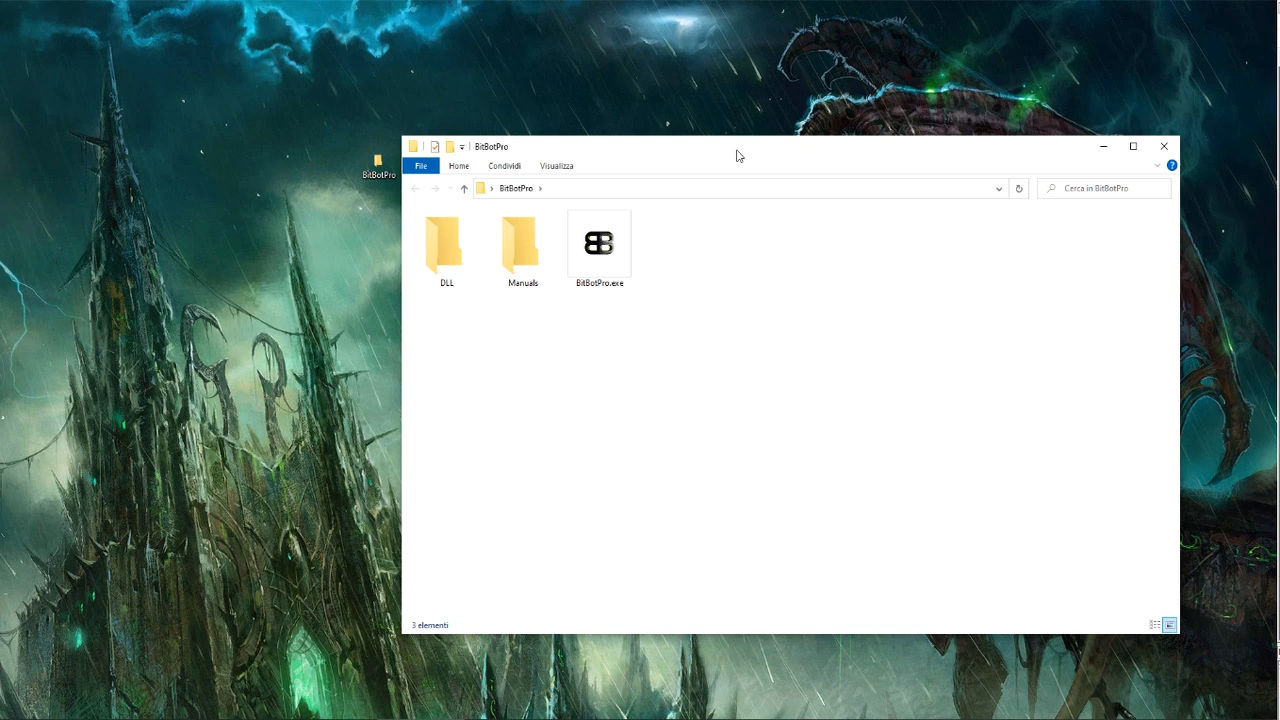 BitBotPro
BitBotPro
File Home Condividi Visualizza
BitBotPro
Cerca in BitBotPro
DLL
Manuals
BitBotPro.exe
3 elementi